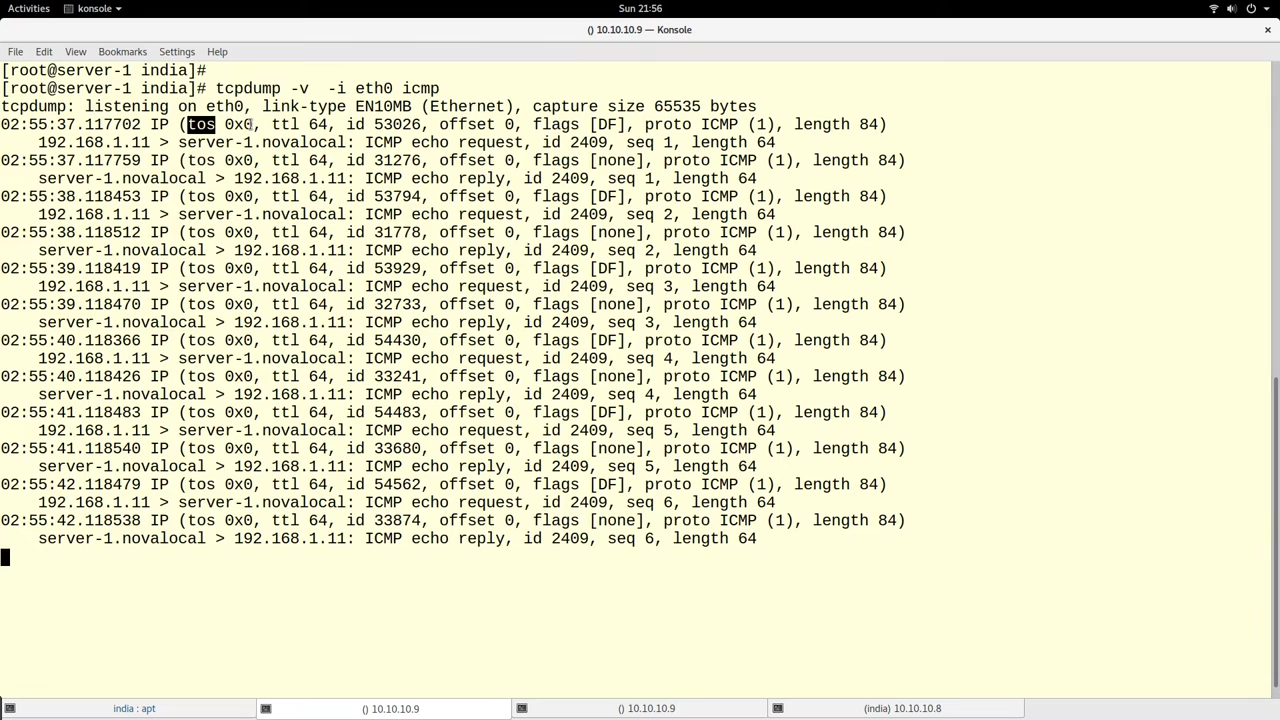 Activities konsole Sun 21:56
() 10.10.10.9 — Konsole ×
File Edit View Bookmarks Settings Help
[root@server-1 india]#
[root@server-1 india]# tcpdump -v  -i eth0 icmp
tcpdump: listening on eth0, link-type EN10MB (Ethernet), capture size 65535 bytes
02:55:37.117702 IP (tos 0x0, ttl 64, id 53026, offset 0, flags [DF], proto ICMP (1), length 84)
    192.168.1.11 > server-1.novalocal: ICMP echo request, id 2409, seq 1, length 64
02:55:37.117759 IP (tos 0x0, ttl 64, id 31276, offset 0, flags [none], proto ICMP (1), length 84)
    server-1.novalocal > 192.168.1.11: ICMP echo reply, id 2409, seq 1, length 64
02:55:38.118453 IP (tos 0x0, ttl 64, id 53794, offset 0, flags [DF], proto ICMP (1), length 84)
    192.168.1.11 > server-1.novalocal: ICMP echo request, id 2409, seq 2, length 64
02:55:38.118512 IP (tos 0x0, ttl 64, id 31778, offset 0, flags [none], proto ICMP (1), length 84)
    server-1.novalocal > 192.168.1.11: ICMP echo reply, id 2409, seq 2, length 64
02:55:39.118419 IP (tos 0x0, ttl 64, id 53929, offset 0, flags [DF], proto ICMP (1), length 84)
    192.168.1.11 > server-1.novalocal: ICMP echo request, id 2409, seq 3, length 64
02:55:39.118470 IP (tos 0x0, ttl 64, id 32733, offset 0, flags [none], proto ICMP (1), length 84)
    server-1.novalocal > 192.168.1.11: ICMP echo reply, id 2409, seq 3, length 64
02:55:40.118366 IP (tos 0x0, ttl 64, id 54430, offset 0, flags [DF], proto ICMP (1), length 84)
    192.168.1.11 > server-1.novalocal: ICMP echo request, id 2409, seq 4, length 64
02:55:40.118426 IP (tos 0x0, ttl 64, id 33241, offset 0, flags [none], proto ICMP (1), length 84)
    server-1.novalocal > 192.168.1.11: ICMP echo reply, id 2409, seq 4, length 64
02:55:41.118483 IP (tos 0x0, ttl 64, id 54483, offset 0, flags [DF], proto ICMP (1), length 84)
    192.168.1.11 > server-1.novalocal: ICMP echo request, id 2409, seq 5, length 64
02:55:41.118540 IP (tos 0x0, ttl 64, id 33680, offset 0, flags [none], proto ICMP (1), length 84)
    server-1.novalocal > 192.168.1.11: ICMP echo reply, id 2409, seq 5, length 64
02:55:42.118479 IP (tos 0x0, ttl 64, id 54562, offset 0, flags [DF], proto ICMP (1), length 84)
    192.168.1.11 > server-1.novalocal: ICMP echo request, id 2409, seq 6, length 64
02:55:42.118538 IP (tos 0x0, ttl 64, id 33874, offset 0, flags [none], proto ICMP (1), length 84)
    server-1.novalocal > 192.168.1.11: ICMP echo reply, id 2409, seq 6, length 64
india : apt () 10.10.10.9 () 10.10.10.9 (india) 10.10.10.8